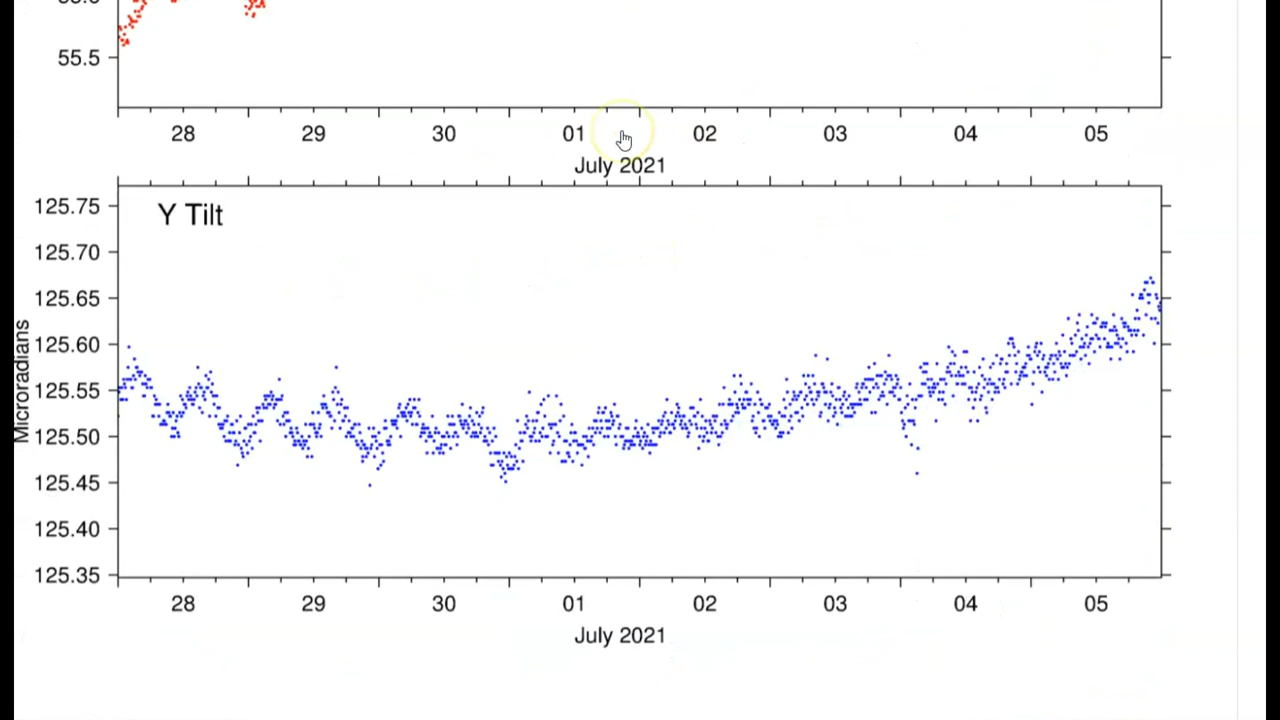 55.5
28 29 30 01 02 03 04 05
July 2021
Y Tilt
125.75
125.70
125.65
125.60
125.55
125.50
125.45
125.40
125.35
Microradians
28 29 30 01 02 03 04 05
July 2021